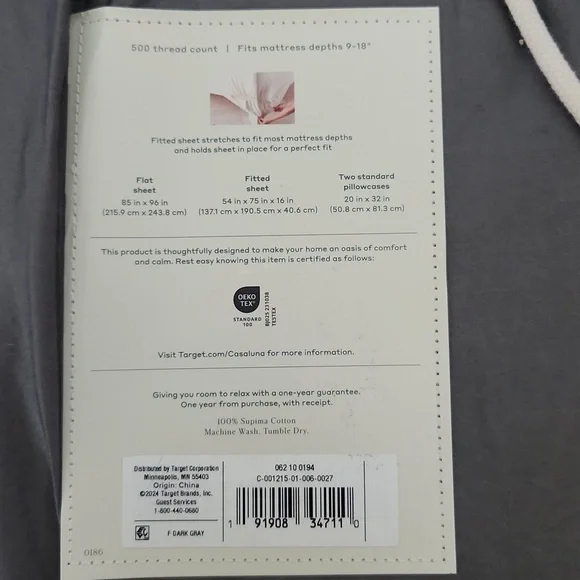 500 thread count | Fits mattress depths 9-18"
Fitted sheet stretches to fit most mattress depths
and holds sheet in place for a perfect fit
Flat
sheet
85 in x 96 in
(215.9 cm x 243.8 cm)
Fitted
sheet
54 in x 75 in x 16 in
(137.1 cm x 190.5 cm x 40.6 cm)
Two standard
pillowcases
20 in x 32 in
(50.8 cm x 81.3 cm)
This product is thoughtfully designed to make your home an oasis of comfort
and calm. Rest easy knowing this item is certified as follows:
OEKO
TEX®
STANDARD
100
BJ025 231038
TESTEX
Visit Target.com/Casaluna for more information.
Giving you room to relax with a one-year guarantee.
One year from purchase, with receipt.
100% Supima Cotton
Machine Wash. Tumble Dry.
Distributed by Target Corporation
Minneapolis, MN 55403
Origin: China
©2024 Target Brands, Inc.
Guest Services
1-800-440-0680
F DARK GRAY
062 10 0194
C-001215-01-006-0027
1 91908 34711 0
0186